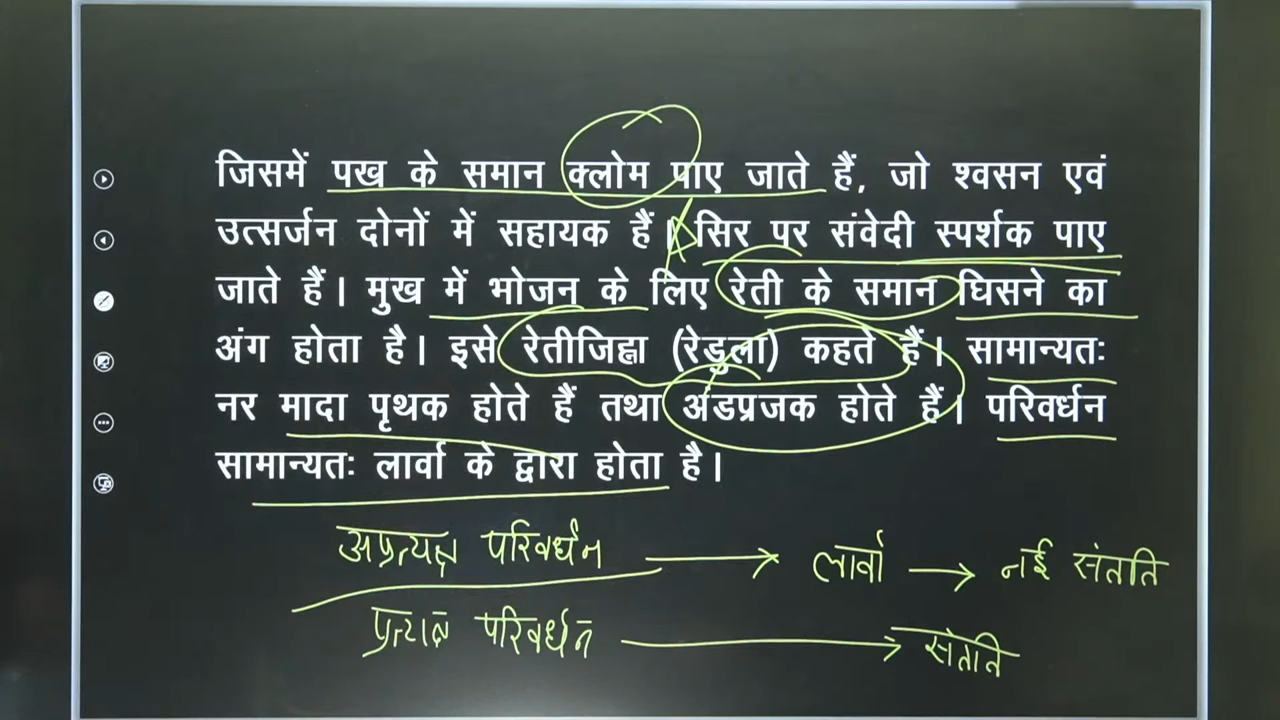 जिसमें पख के समान क्लोम पाए जाते हैं, जो श्वसन एवं
उत्सर्जन दोनों में सहायक हैं। सिर पर संवेदी स्पर्शक पाए
जाते हैं। मुख में भोजन के लिए रेती के समान घिसने का
अंग होता है। इसे रेतीजिह्ना (रेडुला) कहते हैं। सामान्यतः
नर मादा पृथक होते हैं तथा अंडप्रजक होते हैं। परिवर्धन
सामान्यतः लार्वा के द्वारा होता है।
अप्रत्यक्ष परिवर्धन → लार्वा → नई संतति
प्रत्यक्ष परिवर्धन → संतति